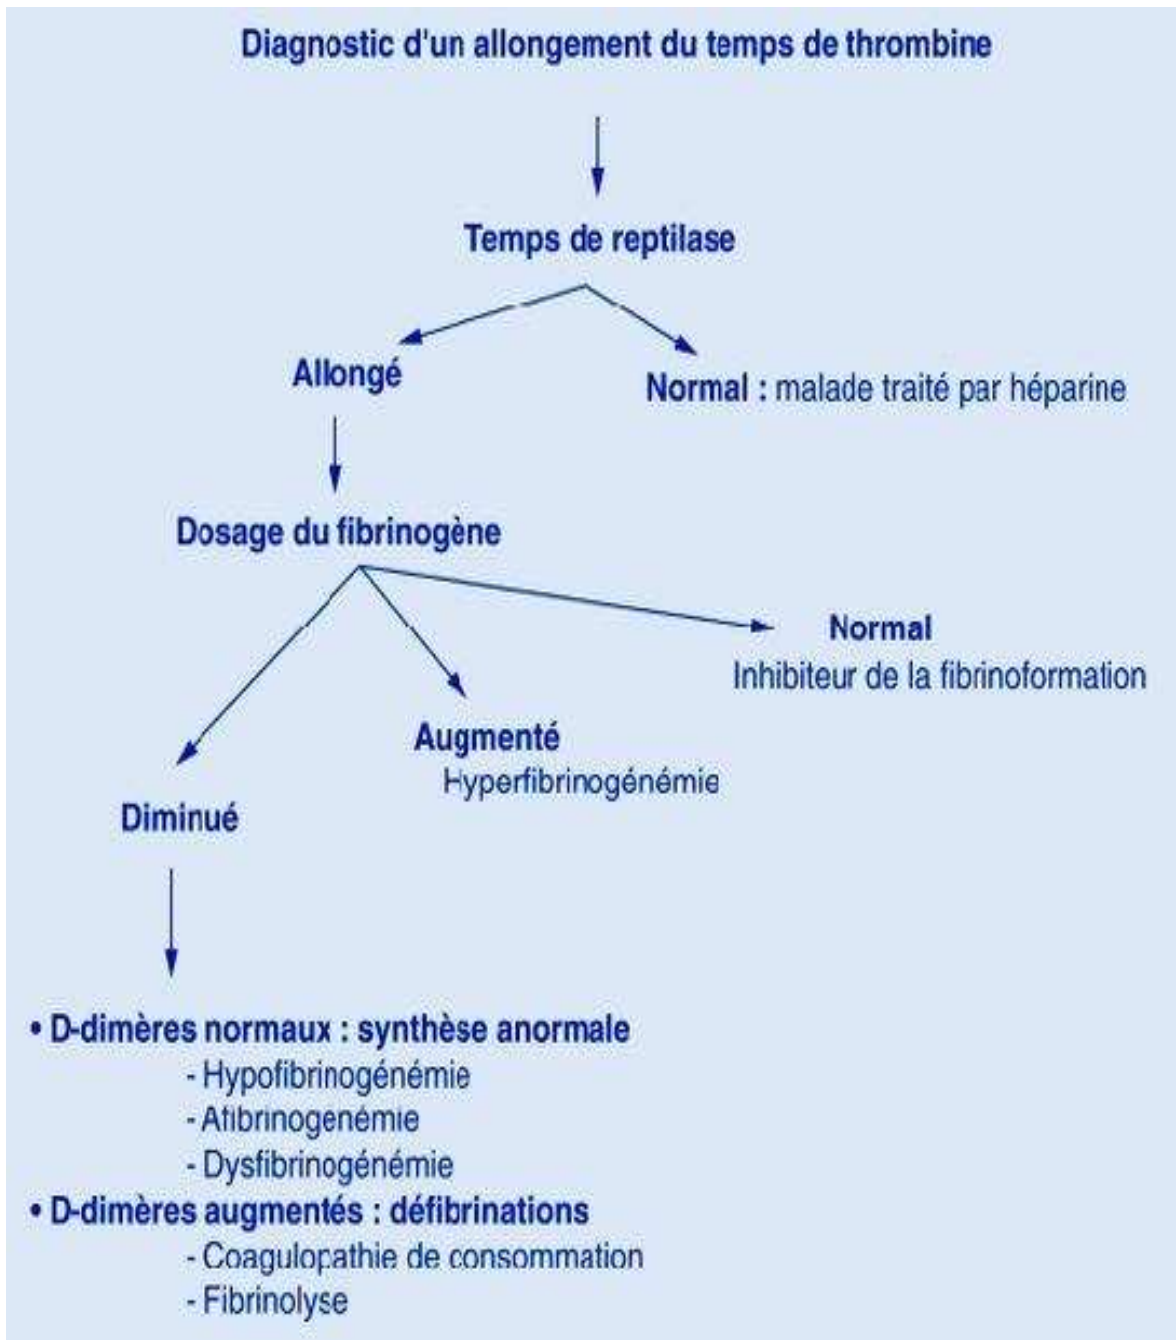 Diagnostic d'un allongement du temps de thrombine
Temps de reptilase
Allongé
Normal : malade traité par héparine
Dosage du fibrinogène
Normal
Inhibiteur de la fibrinoformation
Augmenté
Hyperfibrinogénémie
Diminué
• D-dimères normaux : synthèse anormale
- Hypofibrinogénémie
- Afibrinogénémie
- Dysfibrinogénémie
• D-dimères augmentés : défibrinations
- Coagulopathie de consommation
- Fibrinolyse